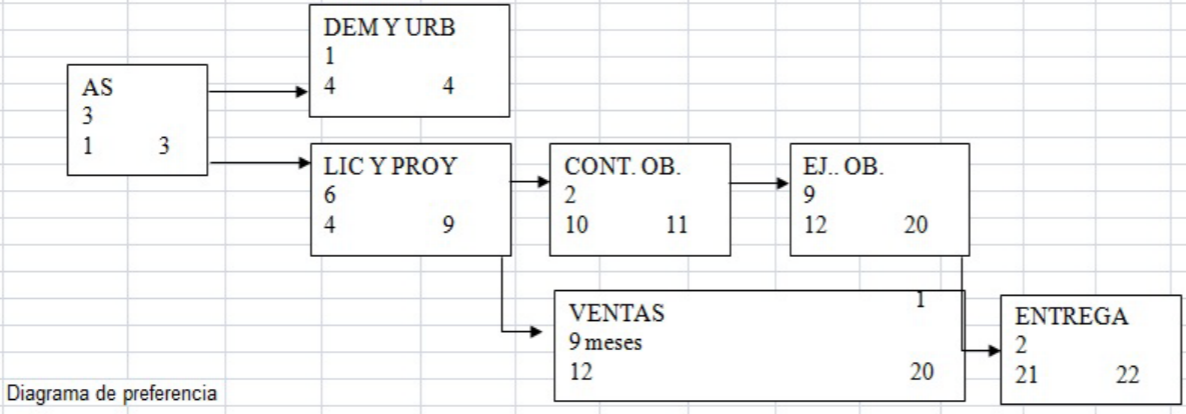 DEM Y URB
1
4 4
AS
3
1 3
LIC Y PROY
6
4 9
CONT. OB.
2
10 11
EJ.. OB.
9
12 20
1
VENTAS
9 meses
12 20
ENTREGA
2
21 22
Diagrama de preferencia